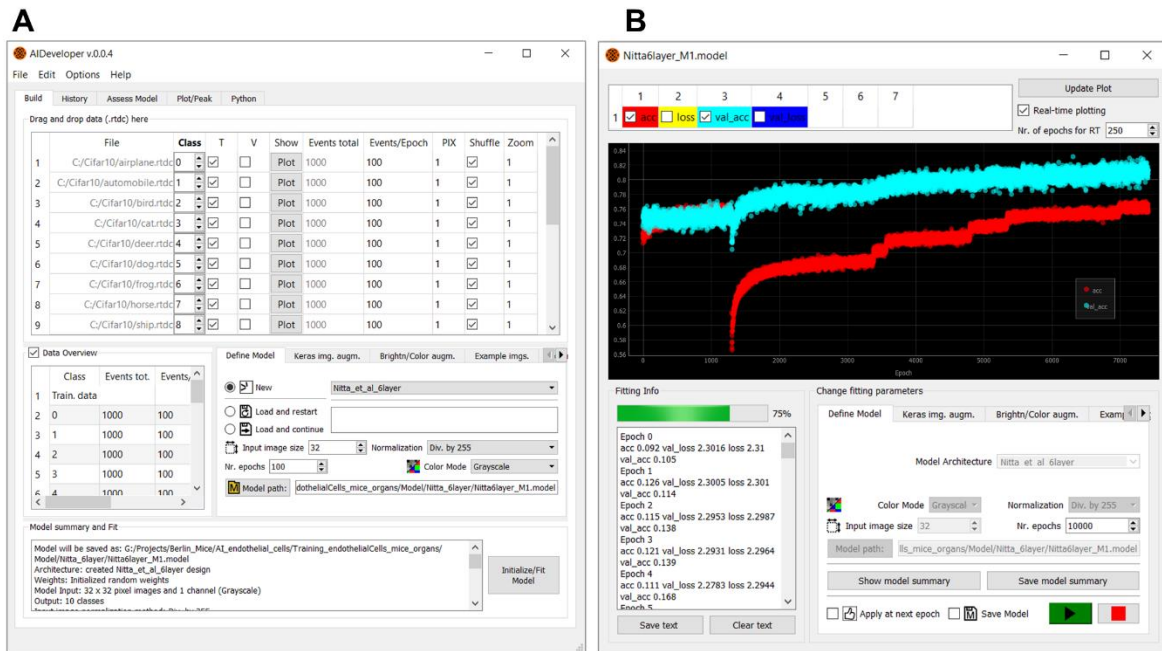 A
AIDeveloper v.0.0.4
File Edit Options Help
Build History Assess Model Plot/Peak Python
Drag and drop data (.rtdc) here
File Class T V Show Events total Events/Epoch PIX Shuffle Zoom
1 C:/Cifar10/airplane.rtdc 0 Plot 1000 100 1 1
2 C:/Cifar10/automobile.rtdc 1 Plot 1000 100 1 1
3 C:/Cifar10/bird.rtdc 2 Plot 1000 100 1 1
4 C:/Cifar10/cat.rtdc 3 Plot 1000 100 1 1
5 C:/Cifar10/deer.rtdc 4 Plot 1000 100 1 1
6 C:/Cifar10/dog.rtdc 5 Plot 1000 100 1 1
7 C:/Cifar10/frog.rtdc 6 Plot 1000 100 1 1
8 C:/Cifar10/horse.rtdc 7 Plot 1000 100 1 1
9 C:/Cifar10/ship.rtdc 8 Plot 1000 100 1 1
Data Overview
Class Events tot. Events/
1 Train. data
2 0 1000 100
3 1 1000 100
4 2 1000 100
5 3 1000 100
6 4 1000 100
Define Model Keras img. augm. Brightn/Color augm. Example imgs.
New Nitta_et_al_6layer
Load and restart
Load and continue
Input image size 32 Normalization Div. by 255
Nr. epochs 100 Color Mode Grayscale
Model path: dothelialCells_mice_organs/Model/Nitta_6layer/Nitta6layer_M1.model
Model summary and Fit
Model will be saved as: G:/Projects/Berlin_Mice/AI_endothelial_cells/Training_endothelialCells_mice_organs/
Model/Nitta_6layer/Nitta6layer_M1.model
Architecture: created Nitta_et_al_6layer design
Weights: Initialized random weights
Model Input: 32 x 32 pixel images and 1 channel (Grayscale)
Output: 10 classes
Input image normalization method: Div. by 255
Initialize/Fit
Model
B
Nitta6layer_M1.model
1 2 3 4 5 6 7
1 acc loss val_acc val_loss
Update Plot
Real-time plotting
Nr. of epochs for RT 250
0.84
0.8
0.76
0.72
0.68
0.64
0.6
0.56
0 1000 2000 3000 4000 5000 6000 7000
Epoch
acc
val_acc
Fitting Info
75%
Epoch 0
acc 0.092 val_loss 2.3016 loss 2.31
val_acc 0.105
Epoch 1
acc 0.126 val_loss 2.3005 loss 2.301
val_acc 0.114
Epoch 2
acc 0.115 val_loss 2.2953 loss 2.2987
val_acc 0.138
Epoch 3
acc 0.121 val_loss 2.2931 loss 2.2964
val_acc 0.139
Epoch 4
acc 0.111 val_loss 2.2783 loss 2.2944
val_acc 0.168
Epoch 5
Save text Clear text
Change fitting parameters
Define Model Keras img. augm. Brightn/Color augm. Examp
Model Architecture Nitta_et_al_6layer
Color Mode Grayscal Normalization Div. by 255
Input image size 32 Nr. epochs 10000
Model path: lls_mice_organs/Model/Nitta_6layer/Nitta6layer_M1.model
Show model summary Save model summary
Apply at next epoch Save Model